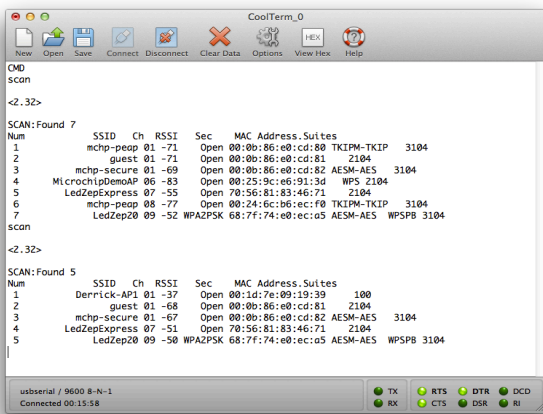 CoolTerm_0
New Open Save Connect Disconnect Clear Data Options View Hex Help
HEX
CMD
scan
<2.32>
SCAN:Found 7
Num SSID Ch RSSI Sec MAC Address.Suites
1 mchp-peap 01 -71 Open 00:0b:86:e0:cd:80 TKIPM-TKIP 3104
2 guest 01 -71 Open 00:0b:86:e0:cd:81 2104
3 mchp-secure 01 -69 Open 00:0b:86:e0:cd:82 AESM-AES 3104
4 MicrochipDemoAP 06 -83 Open 00:25:9c:e6:91:3d WPS 2104
5 LedZepExpress 07 -55 Open 70:56:81:83:46:71 2104
6 mchp-peap 08 -77 Open 00:24:6c:b6:ec:f0 TKIPM-TKIP 3104
7 LedZep20 09 -52 WPA2PSK 68:7f:74:e0:ec:a5 AESM-AES WPSPB 3104
scan
<2.32>
SCAN:Found 5
Num SSID Ch RSSI Sec MAC Address.Suites
1 Derrick-AP1 01 -37 Open 00:1d:7e:09:19:39 100
2 guest 01 -68 Open 00:0b:86:e0:cd:81 2104
3 mchp-secure 01 -67 Open 00:0b:86:e0:cd:82 AESM-AES 3104
4 LedZepExpress 07 -51 Open 70:56:81:83:46:71 2104
5 LedZep20 09 -50 WPA2PSK 68:7f:74:e0:ec:a5 AESM-AES WPSPB 3104
usbserial / 9600 8-N-1
Connected 00:15:58
TX RTS DTR DCD
RX CTS DSR RI